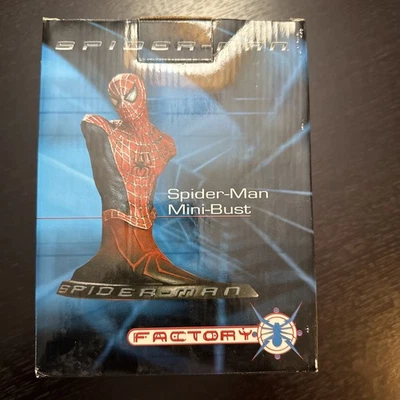 SPIDER-MAN
Spider-Man
Mini-Bust
SPIDER-MAN
FACTORY